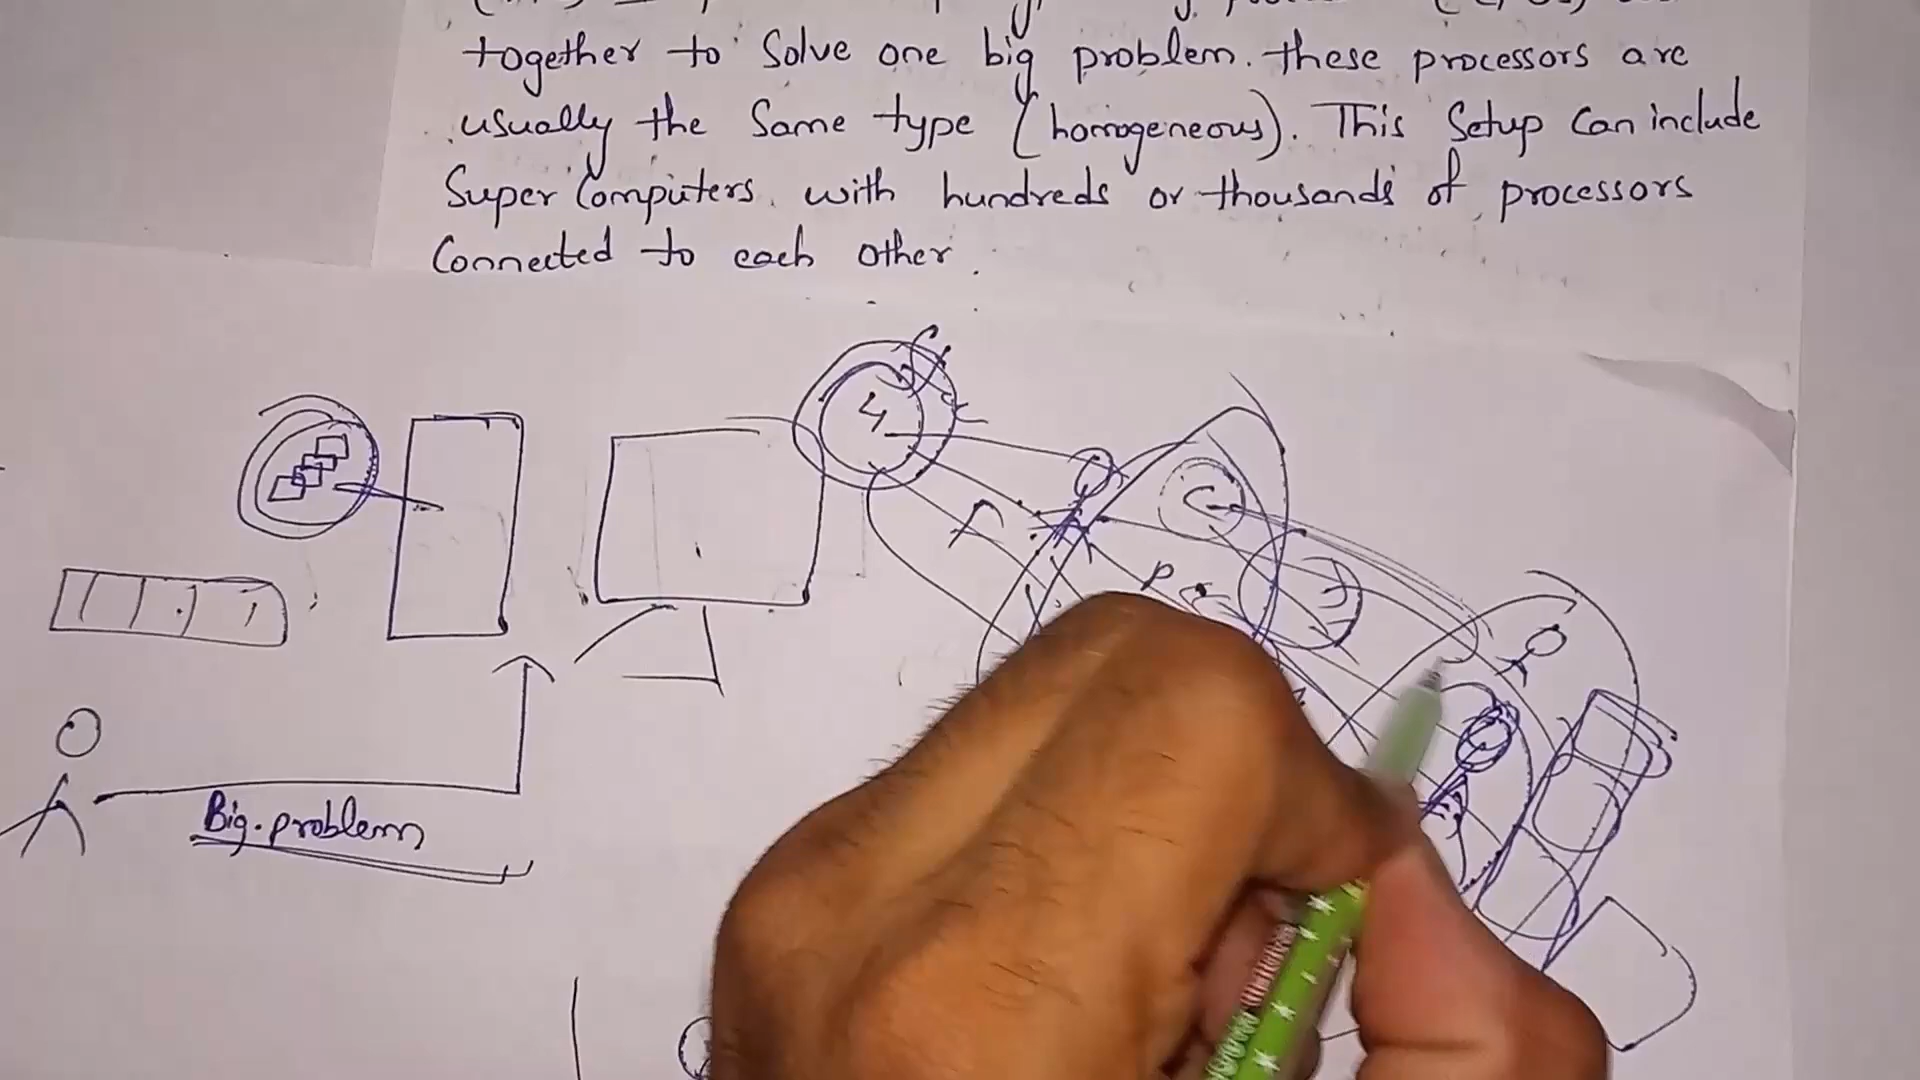 together to Solve one big problem. these processors are
usually the Same type (homogeneous). This Setup Can include
Super Computers with hundreds or thousands of processors
Connected to each other.
P
Big. problem